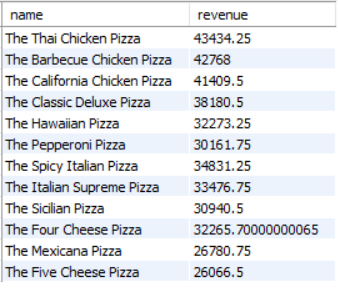 name revenue
The Thai Chicken Pizza 43434.25
The Barbecue Chicken Pizza 42768
The California Chicken Pizza 41409.5
The Classic Deluxe Pizza 38180.5
The Hawaiian Pizza 32273.25
The Pepperoni Pizza 30161.75
The Spicy Italian Pizza 34831.25
The Italian Supreme Pizza 33476.75
The Sicilian Pizza 30940.5
The Four Cheese Pizza 32265.70000000065
The Mexicana Pizza 26780.75
The Five Cheese Pizza 26066.5